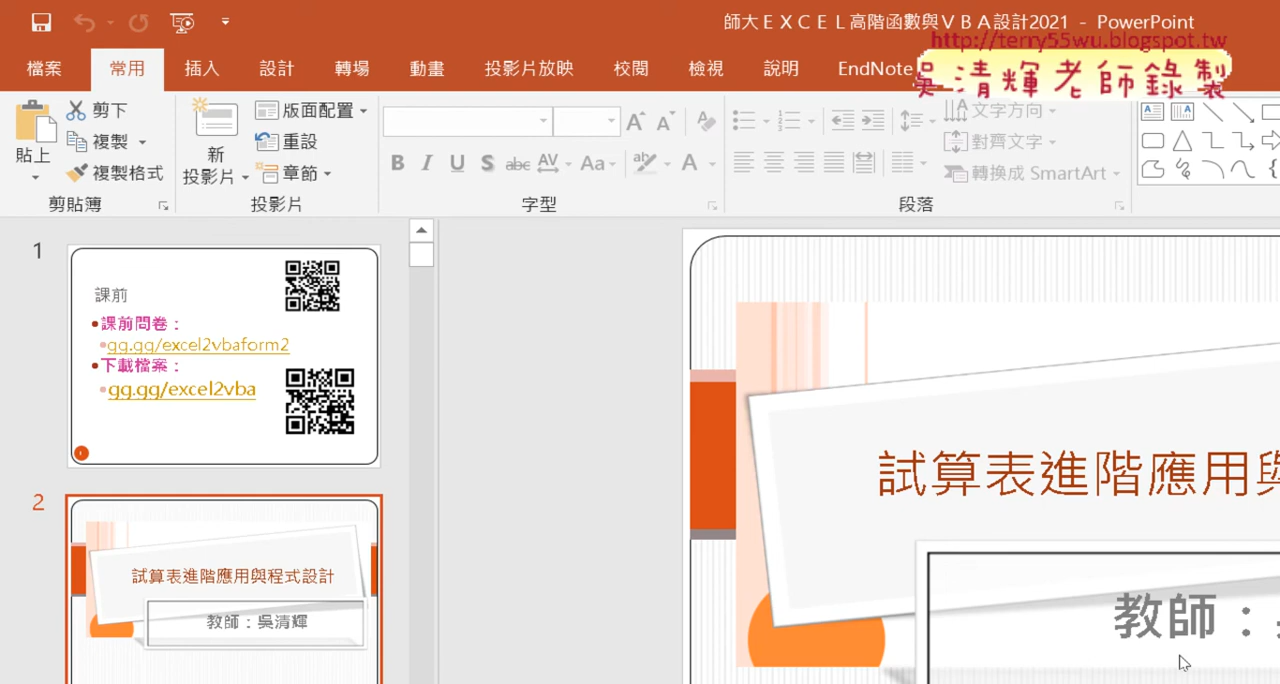 師大ＥＸＣＥＬ高階函數與ＶＢＡ設計2021 - PowerPoint
http://terry55wu.blogspot.tw
吳清輝老師錄製
檔案 常用 插入 設計 轉場 動畫 投影片放映 校閱 檢視 說明 EndNote
貼上 剪下 複製 複製格式
新投影片 版面配置 重設 章節
B I U S abc AV Aa A
文字方向
對齊文字
轉換成 SmartArt
剪貼簿 投影片 字型 段落
1
課前
課前問卷：
gg.gg/excel2vbaform2
下載檔案：
gg.gg/excel2vba
2
試算表進階應用與程式設計
教師：吳清輝
試算表進階應用與
教師：